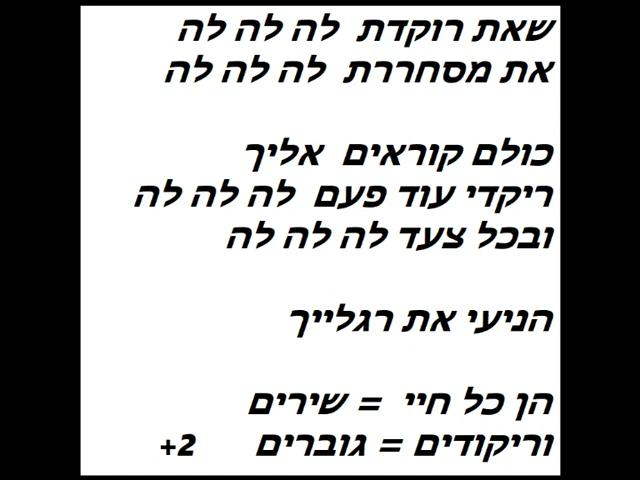 שאת רוקדת לה לה לה
את מסחררת לה לה לה
כולם קוראים אליך
ריקדי עוד פעם לה לה לה
ובכל צעד לה לה לה
הניעי את רגלייך
הן כל חיי = שירים
וריקודים = גוברים +2